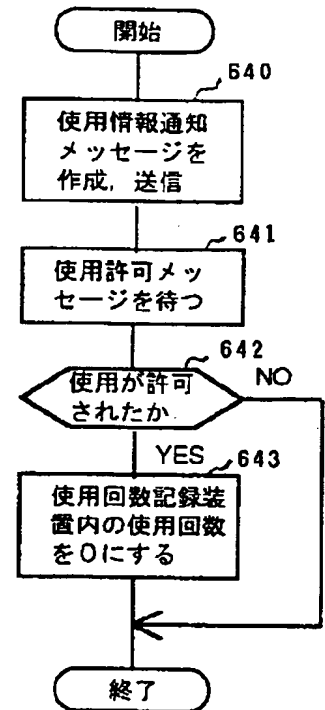 開始
640
使用情報通知
メッセージを
作成，送信
641
使用許可メッ
セージを待つ
642
使用が許可
されたか
NO
YES
643
使用回数記録装
置内の使用回数
を0にする
終了